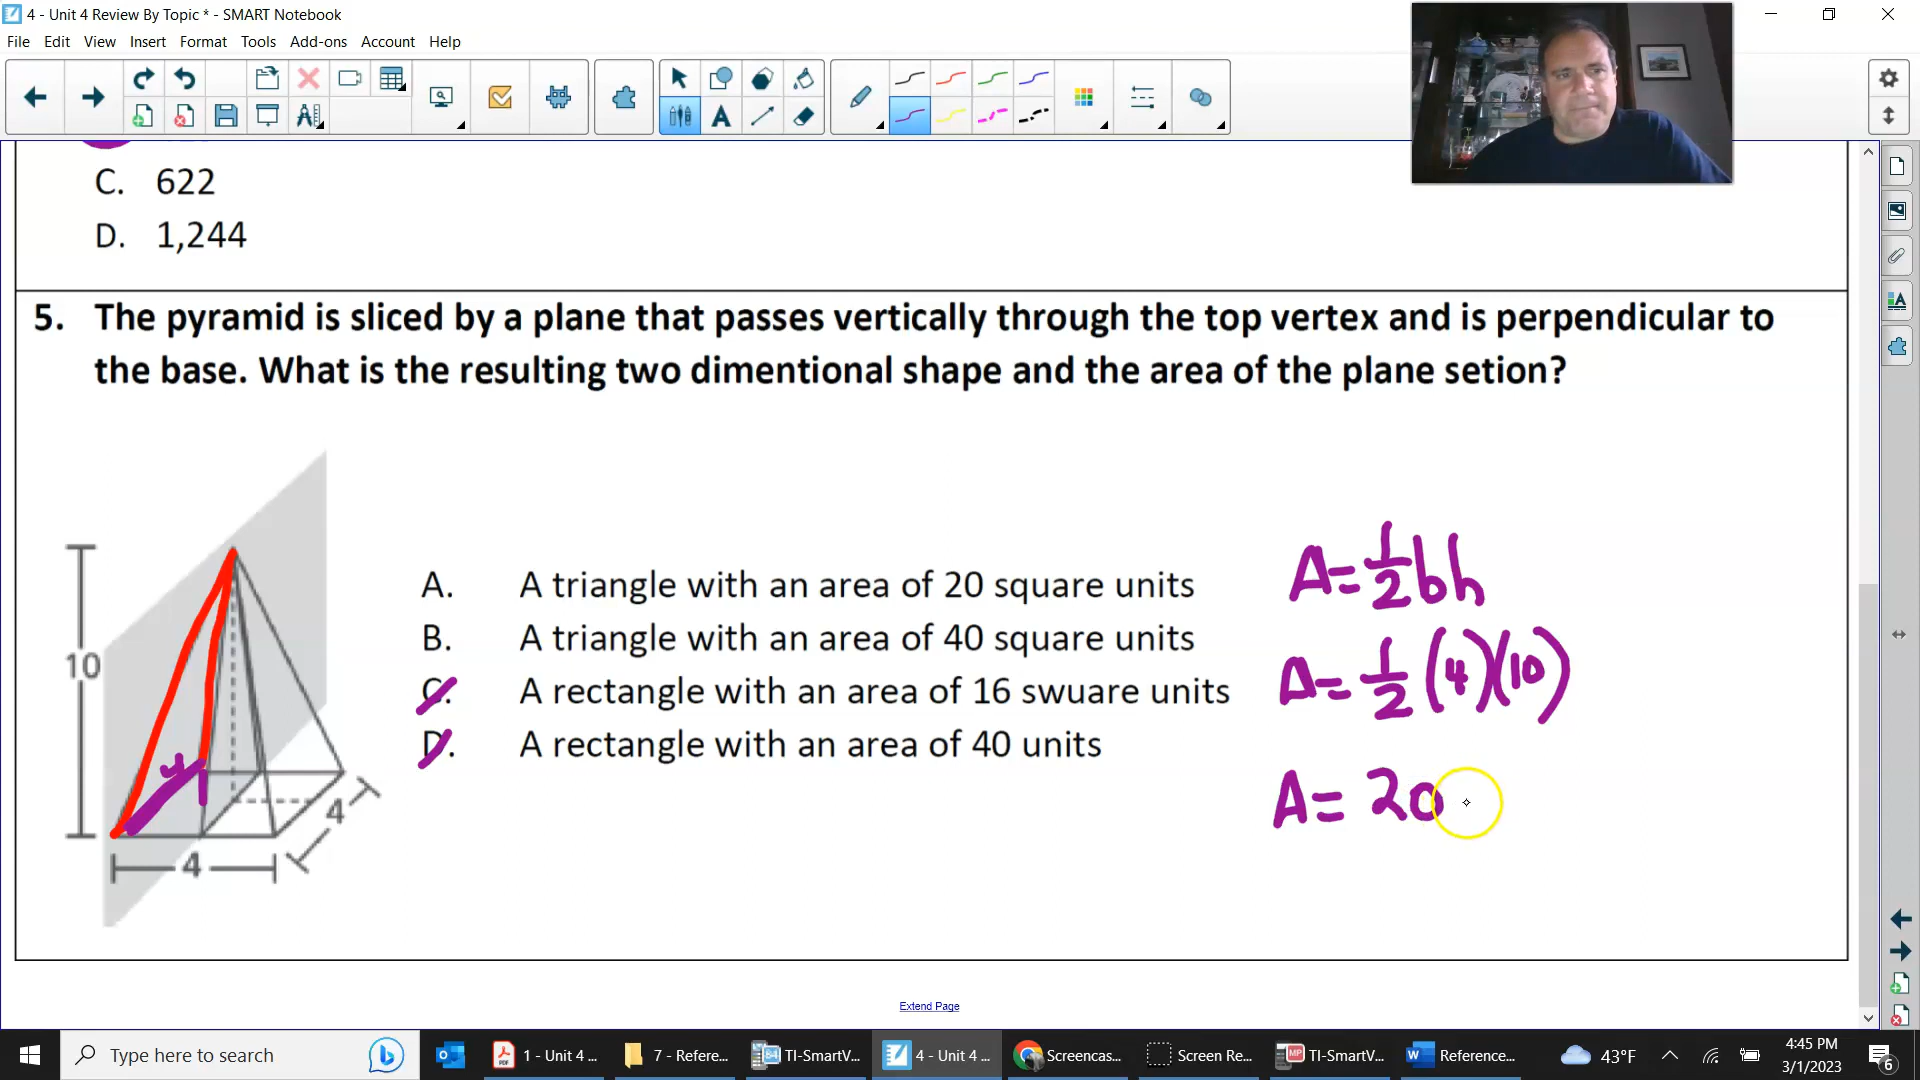 4 - Unit 4 Review By Topic * - SMART Notebook
File Edit View Insert Format Tools Add-ons Account Help
C. 622
D. 1,244
5. The pyramid is sliced by a plane that passes vertically through the top vertex and is perpendicular to
the base. What is the resulting two dimentional shape and the area of the plane setion?
10
4
4
4
A. A triangle with an area of 20 square units
B. A triangle with an area of 40 square units
C. A rectangle with an area of 16 swuare units
D. A rectangle with an area of 40 units
A=1/2bh
A=1/2(4)(10)
A=20
Extend Page
Type here to search
1 - Unit 4 ...
7 - Refere...
TI-SmartV...
4 - Unit 4 ...
Screencas...
Screen Re...
TI-SmartV...
Reference...
43°F
4:45 PM
3/1/2023
6